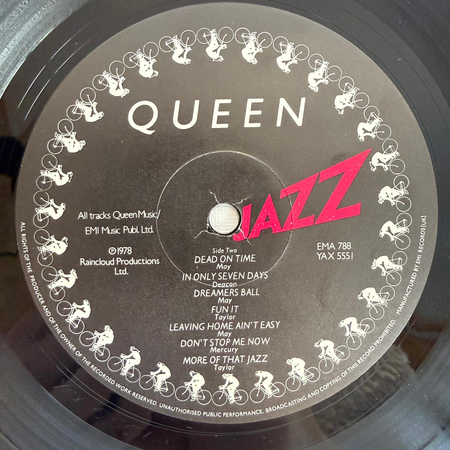 QUEEN
JAZZ
All tracks Queen Music
EMI Music Publ. Ltd.
℗1978
Raincloud Productions
Ltd.
EMA 788
YAX 5551
Side Two
DEAD ON TIME
May
IN ONLY SEVEN DAYS
Deacon
DREAMERS BALL
May
FUN IT
Taylor
LEAVING HOME AIN'T EASY
May
DON'T STOP ME NOW
Mercury
MORE OF THAT JAZZ
Taylor
ALL RIGHTS OF THE PRODUCER AND OF THE OWNER OF THE RECORDED WORK RESERVED. UNAUTHORISED PUBLIC PERFORMANCE, BROADCASTING AND COPYING OF THIS RECORD PROHIBITED. MANUFACTURED BY EMI RECORDS (UK)